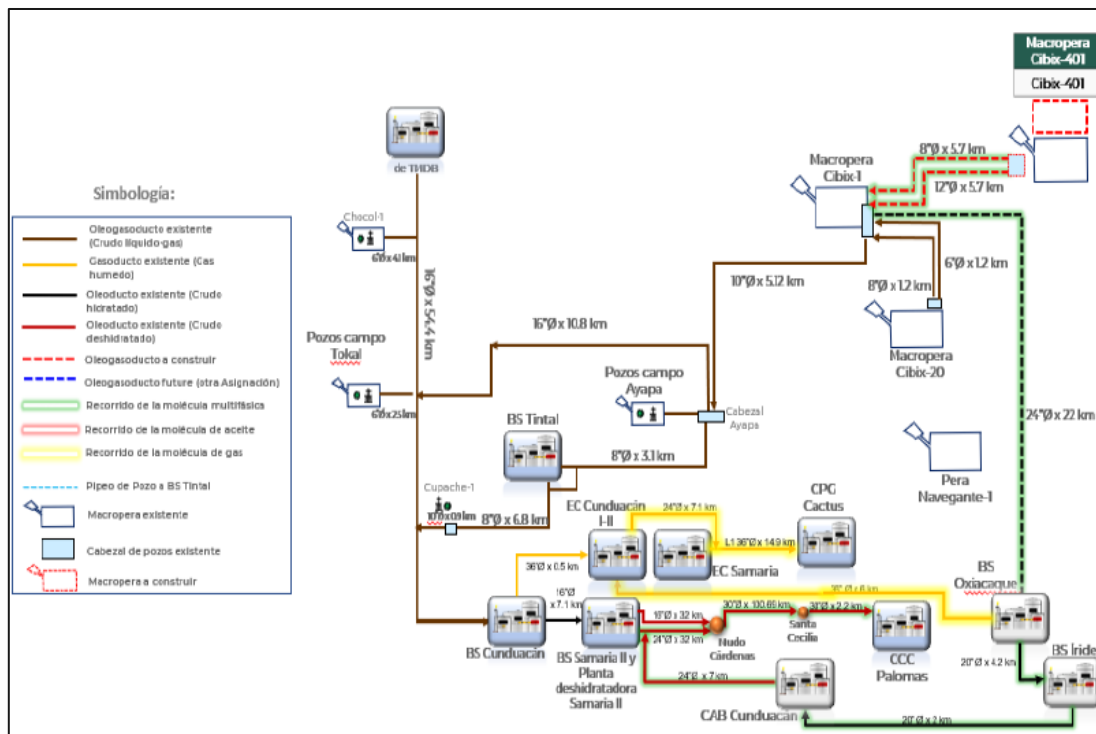 Macropera
Cibix-401
Cibix-401
de TMDB
Simbología:
Oleogasoducto existente
(Crudo líquido-gas)
Gasoducto existente (Gas
humedo)
Oleoducto existente (Crudo
hidratado)
Oleoducto existente (Crudo
deshidratado)
Oleogasoducto a construir
Oleogasoducto future (otra Asignación)
Recorrido de la molécula multifásica
Recorrido de la molécula de aceite
Recorrido de la molécula de gas
Pipeo de Pozo a BS Tintal
Macropera existente
Cabezal de pozos existente
Macropera a construir
Chocol-1
16"Ø x 54.4 km
Pozos campo
Tokal
Macropera
Cibix-1
8"Ø x 5.7 km
12"Ø x 5.7 km
10"Ø x 5.12 km
6"Ø x 1.2 km
8"Ø x 1.2 km
Macropera
Cibix-20
16"Ø x 10.8 km
Pozos campo
Ayapa
Cabezal
Ayapa
24"Ø x 22 km
BS Tintal
8"Ø x 3.1 km
Pera
Navegante-1
Cupache-1
8"Ø x 6.8 km
EC Cunduacán
I-II
24"Ø x 7.1 km
CPG
Cactus
L1 36"Ø x 14.9 km
EC Samaria
36"Ø x 0.5 km
BS
Oxiacaque
16"Ø
x 7.1 km
BS Cunduacán
BS Samaria II y
Planta
deshidratadora
Samaria II
24"Ø x 32 km
Nudo
Cárdenas
Santa
Cecilia
CCC
Palomas
20"Ø x 4.2 km
BS Iride
24"Ø x 7 km
CAB Cunduacán
20"Ø x 2 km